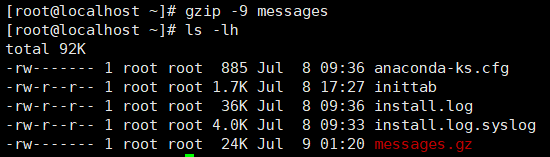 [root@localhost ~]# gzip -9 messages
[root@localhost ~]# ls -lh
total 92K
-rw------- 1 root root  885 Jul  8 09:36 anaconda-ks.cfg
-rw-r--r-- 1 root root 1.7K Jul  8 17:27 inittab
-rw-r--r-- 1 root root  36K Jul  8 09:36 install.log
-rw-r--r-- 1 root root 4.0K Jul  8 09:33 install.log.syslog
-rw------- 1 root root  24K Jul  9 01:20 messages.gz